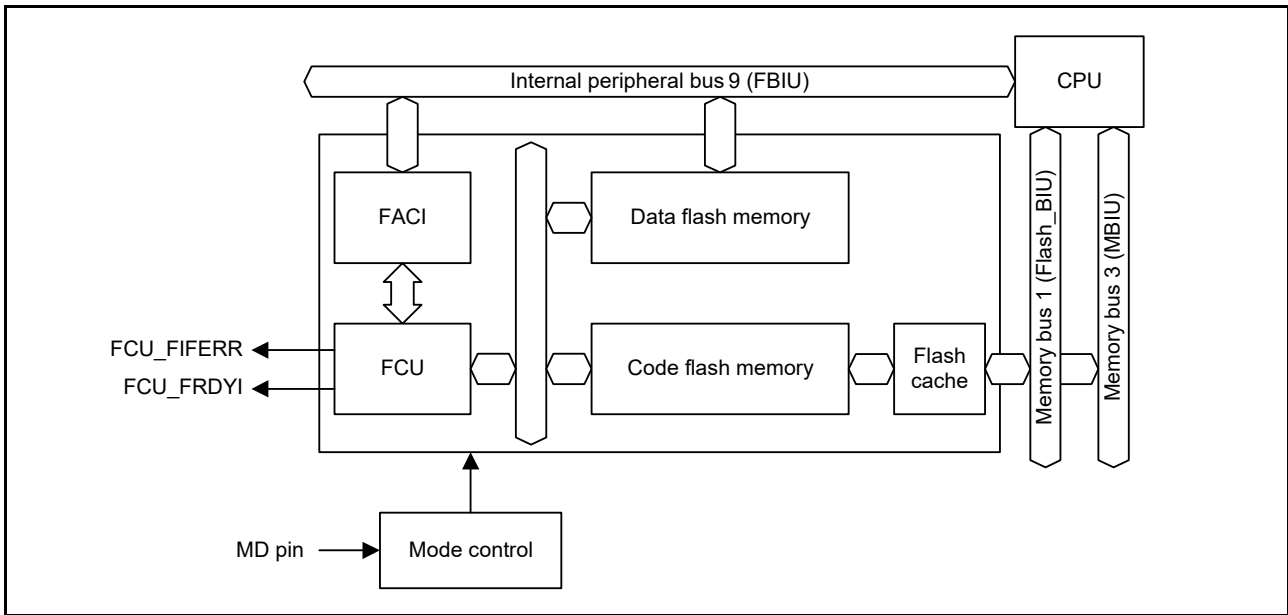 Internal peripheral bus 9 (FBIU)
CPU
FACI
Data flash memory
Memory bus 1 (Flash_BIU)
Memory bus 3 (MBIU)
FCU_FIFERR
FCU_FRDYI
FCU
Code flash memory
Flash
cache
MD pin
Mode control